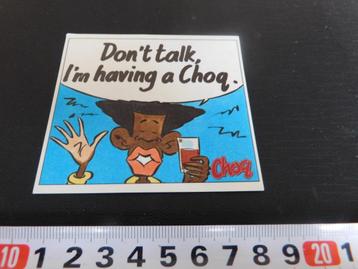 Don't talk,
I'm having a Choq.
Choq
10 1 2 3 4 5 6 7 8 9 20 1